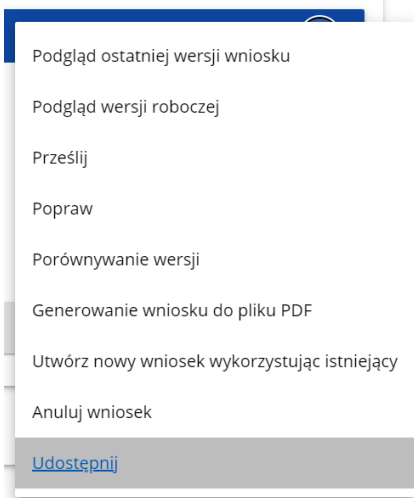 Podgląd ostatniej wersji wniosku
Podgląd wersji roboczej
Prześlij
Popraw
Porównywanie wersji
Generowanie wniosku do pliku PDF
Utwórz nowy wniosek wykorzystując istniejący
Anuluj wniosek
Udostępnij